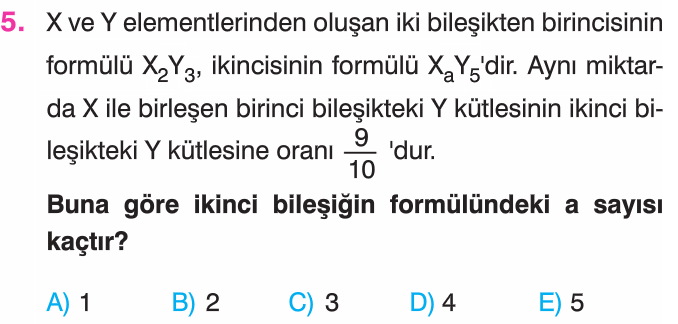 5. X ve Y elementlerinden oluşan iki bileşikten birincisinin
formülü X₂Y₃, ikincisinin formülü XₐY₅'dir. Aynı miktar-
da X ile birleşen birinci bileşikteki Y kütlesinin ikinci bi-
leşikteki Y kütlesine oranı 9/10 'dur.
Buna göre ikinci bileşiğin formülündeki a sayısı
kaçtır?
A) 1 B) 2 C) 3 D) 4 E) 5